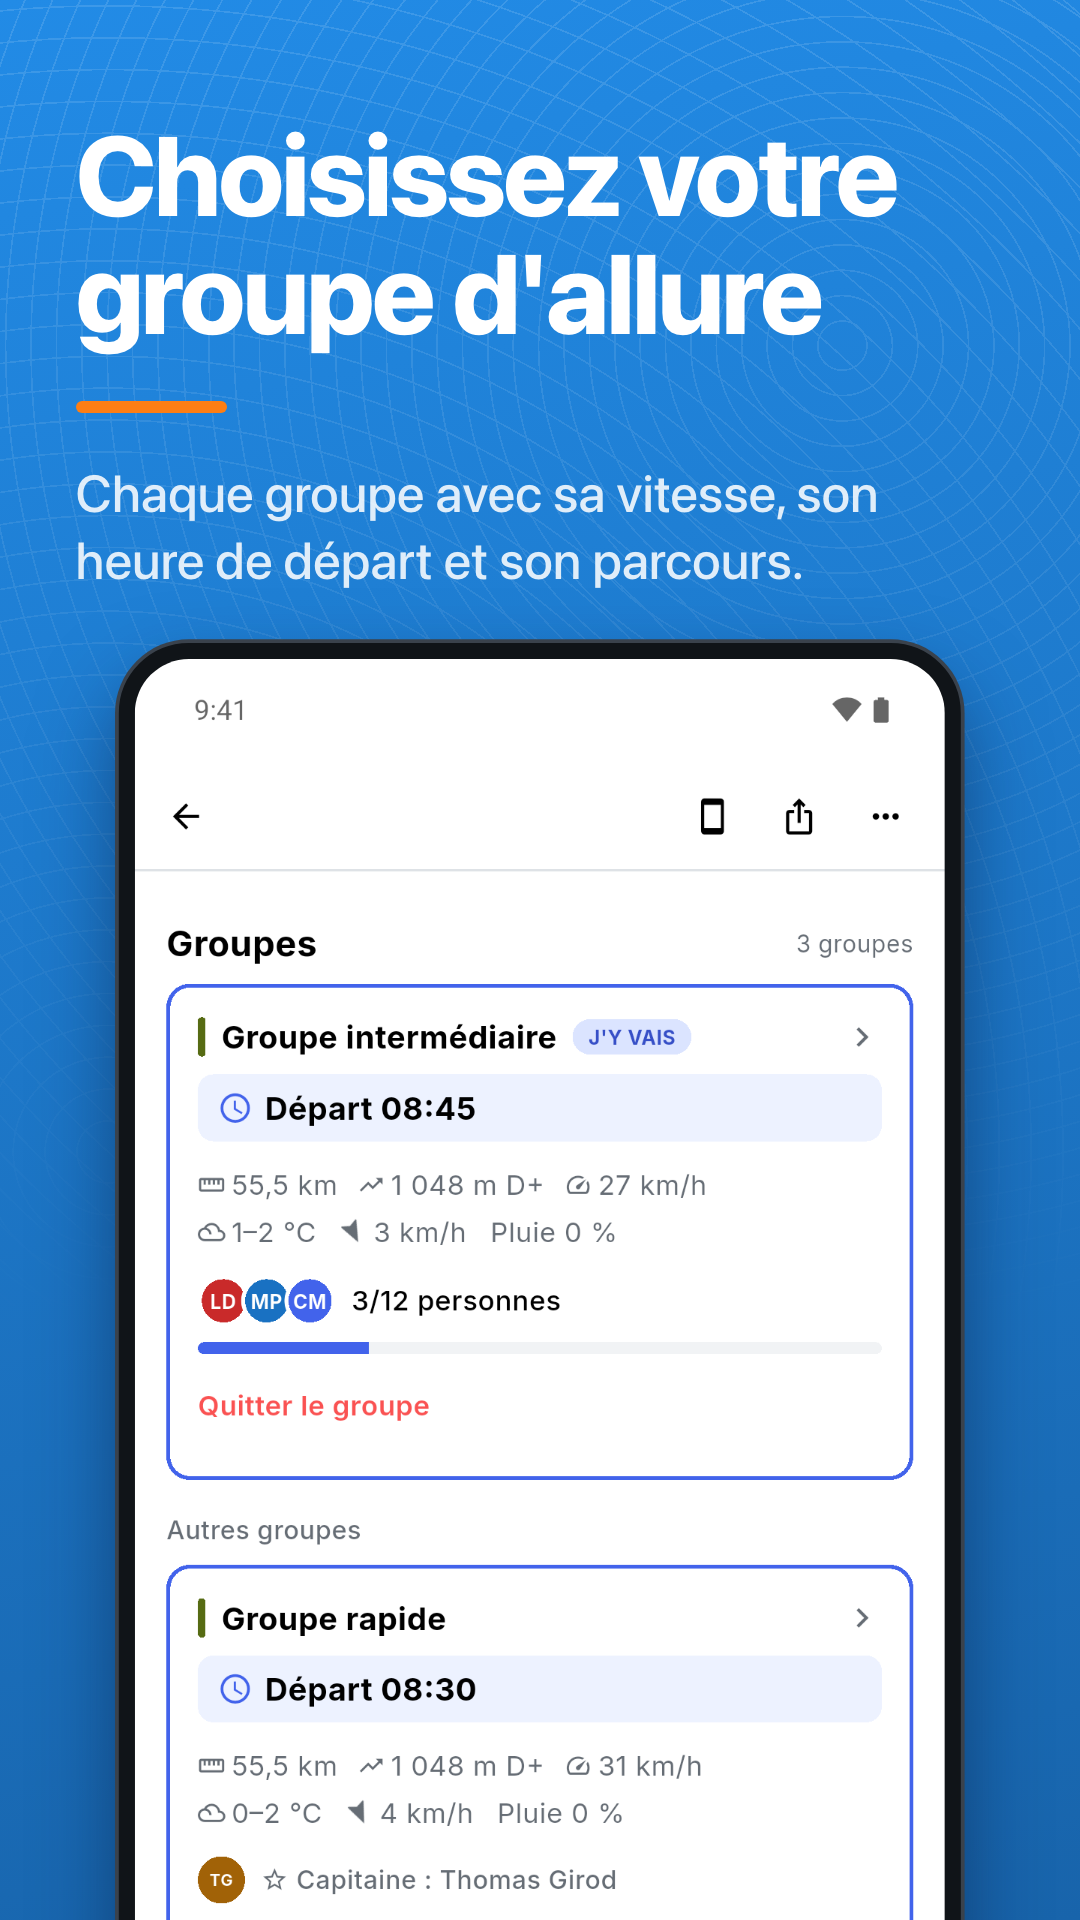 Choisissez votre
groupe d'allure
Chaque groupe avec sa vitesse, son
heure de départ et son parcours.
9:41
Groupes
3 groupes
Groupe intermédiaire J'Y VAIS
Départ 08:45
55,5 km 1 048 m D+ 27 km/h
1–2 °C 3 km/h Pluie 0 %
LD MP CM 3/12 personnes
Quitter le groupe
Autres groupes
Groupe rapide
Départ 08:30
55,5 km 1 048 m D+ 31 km/h
0–2 °C 4 km/h Pluie 0 %
TG Capitaine : Thomas Girod